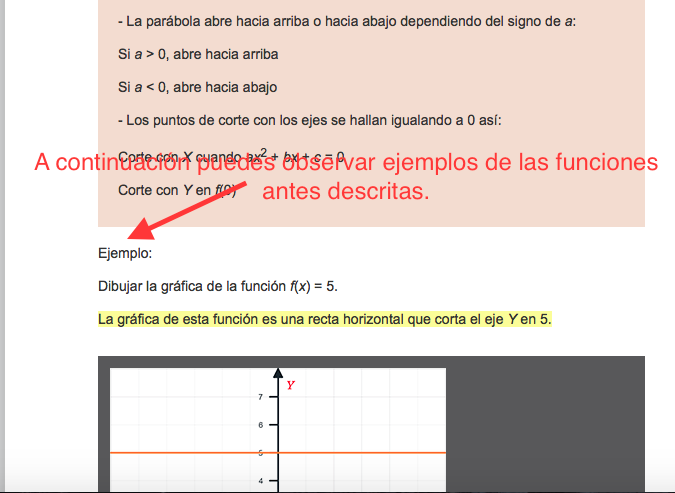 - La parábola abre hacia arriba o hacia abajo dependiendo del signo de a:
Si a > 0, abre hacia arriba
Si a < 0, abre hacia abajo
- Los puntos de corte con los ejes se hallan igualando a 0 así:
Corte con X cuando ax² + bx + c = 0
A continuación puedes observar ejemplos de las funciones
antes descritas.
Corte con Y en f(0)
Ejemplo:
Dibujar la gráfica de la función f(x) = 5.
La gráfica de esta función es una recta horizontal que corta el eje Y en 5.
Y
7
6
5
4